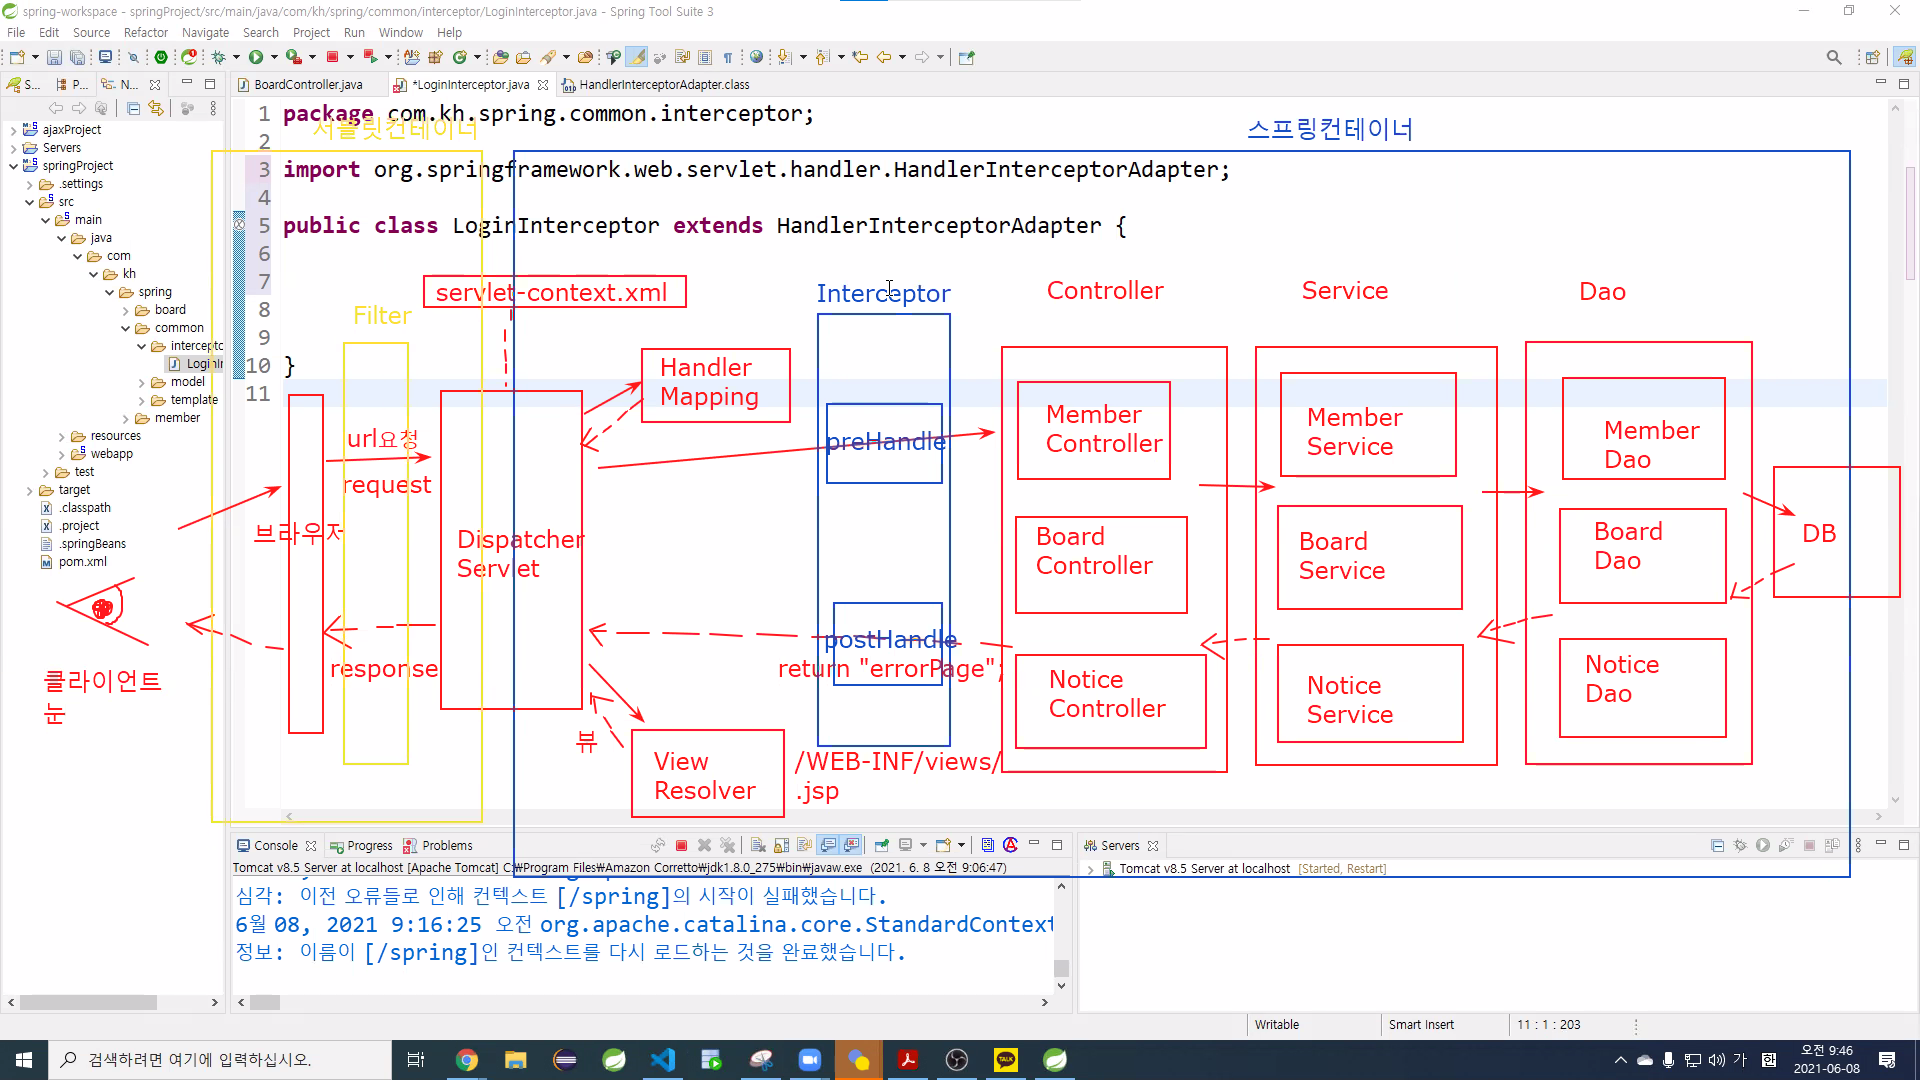 spring-workspace - springProject/src/main/java/com/kh/spring/common/interceptor/LoginInterceptor.java - Spring Tool Suite 3
File Edit Source Refactor Navigate Search Project Run Window Help
S... P... N...
BoardController.java *LoginInterceptor.java HandlerInterceptorAdapter.class
ajaxProject
Servers
springProject
.settings
src
main
java
com
kh
spring
board
common
interceptc
LoginIr
model
template
member
resources
webapp
test
target
.classpath
.project
.springBeans
pom.xml
1 package com.kh.spring.common.interceptor;
2
3 import org.springframework.web.servlet.handler.HandlerInterceptorAdapter;
4
5 public class LoginInterceptor extends HandlerInterceptorAdapter {
6
7
8
9
10 }
11
서블릿컨테이너
스프링컨테이너
servlet-context.xml
Filter
Interceptor
Controller
Service
Dao
Handler
Mapping
preHandle
postHandle
url요청
request
브라우저
Dispatcher
Servlet
response
클라이언트
눈
return "errorPage";
뷰
View
Resolver
/WEB-INF/views/
.jsp
Member
Controller
Board
Controller
Notice
Controller
Member
Service
Board
Service
Notice
Service
Member
Dao
Board
Dao
Notice
Dao
DB
Console Progress Problems
Tomcat v8.5 Server at localhost [Apache Tomcat] C:₩Program Files₩Amazon Corretto₩jdk1.8.0_275₩bin₩javaw.exe (2021. 6. 8 오전 9:06:47)
심각: 이전 오류들로 인해 컨텍스트 [/spring]의 시작이 실패했습니다.
6월 08, 2021 9:16:25 오전 org.apache.catalina.core.StandardContext
정보: 이름이 [/spring]인 컨텍스트를 다시 로드하는 것을 완료했습니다.
Servers
Tomcat v8.5 Server at localhost [Started, Restart]
Writable Smart Insert 11 : 1 : 203
검색하려면 여기에 입력하십시오.
TALK
가
오전 9:46
2021-06-08